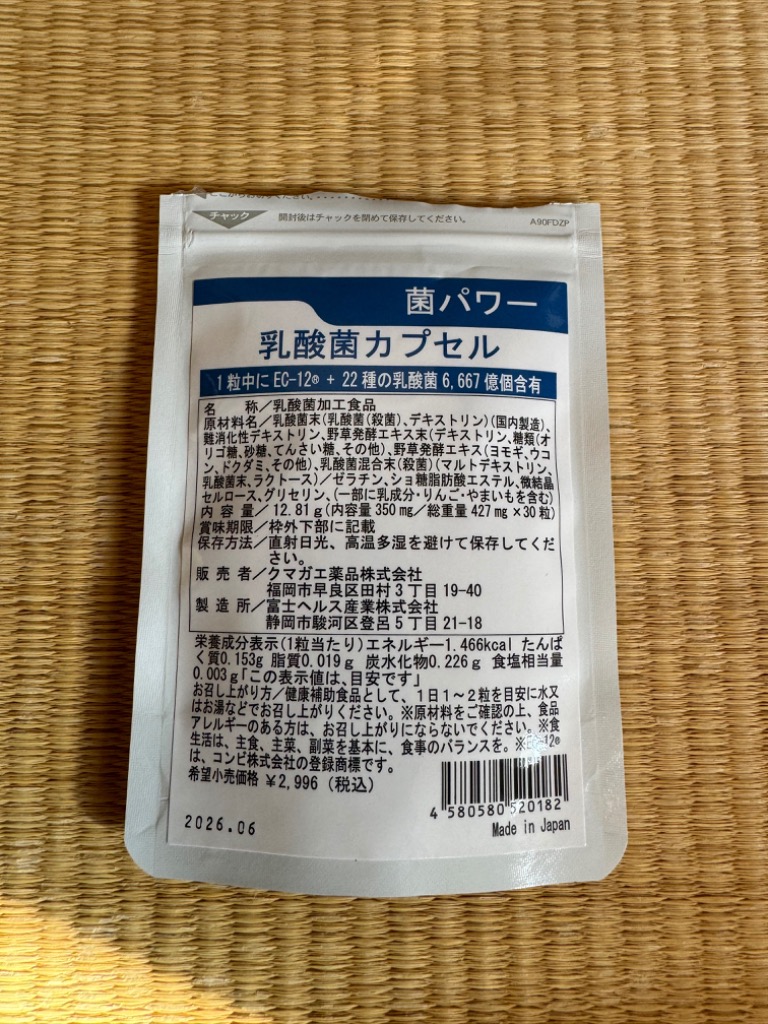 チャック
開封後はチャックを閉めて保存してください。
A90FDZP
菌パワー
乳酸菌カプセル
1粒中にEC-12® + 22種の乳酸菌6,667億個含有
名　　称／乳酸菌加工食品
原材料名／乳酸菌末(乳酸菌(殺菌)、デキストリン)(国内製造)、
難消化性デキストリン、野草発酵エキス末(デキストリン、糖類(オ
リゴ糖、砂糖、てんさい糖、その他)、野草発酵エキス(ヨモギ、ウコ
ン、ドクダミ、その他)、乳酸菌混合末(殺菌)(マルトデキストリン、
乳酸菌末、ラクトース)／ゼラチン、ショ糖脂肪酸エステル、微結晶
セルロース、グリセリン、(一部に乳成分・りんご・やまいもを含む)
内 容 量／12.81g(内容量350㎎／総重量427㎎×30粒)
賞味期限／枠外下部に記載
保存方法／直射日光、高温多湿を避けて保存してくだ
さい。
販 売 者／クマガエ薬品株式会社
福岡市早良区田村3丁目19-40
製 造 所／富士ヘルス産業株式会社
静岡市駿河区登呂5丁目21-18
栄養成分表示(1粒当たり)エネルギー1.466kcal たんぱ
く質0.153g 脂質0.019g 炭水化物0.226g 食塩相当量
0.003g「この表示値は、目安です」
お召し上がり方／健康補助食品として、1日1～2粒を目安に水又
はお湯などでお召し上がりください。※原材料をご確認の上、食品
アレルギーのある方は、お召し上がりにならないでください。※食
生活は、主食、主菜、副菜を基本に、食事のバランスを。※EC-12®
は、コンビ株式会社の登録商標です。
希望小売価格 ￥2,996（税込）
4 580580 520182
2026.06
Made in Japan